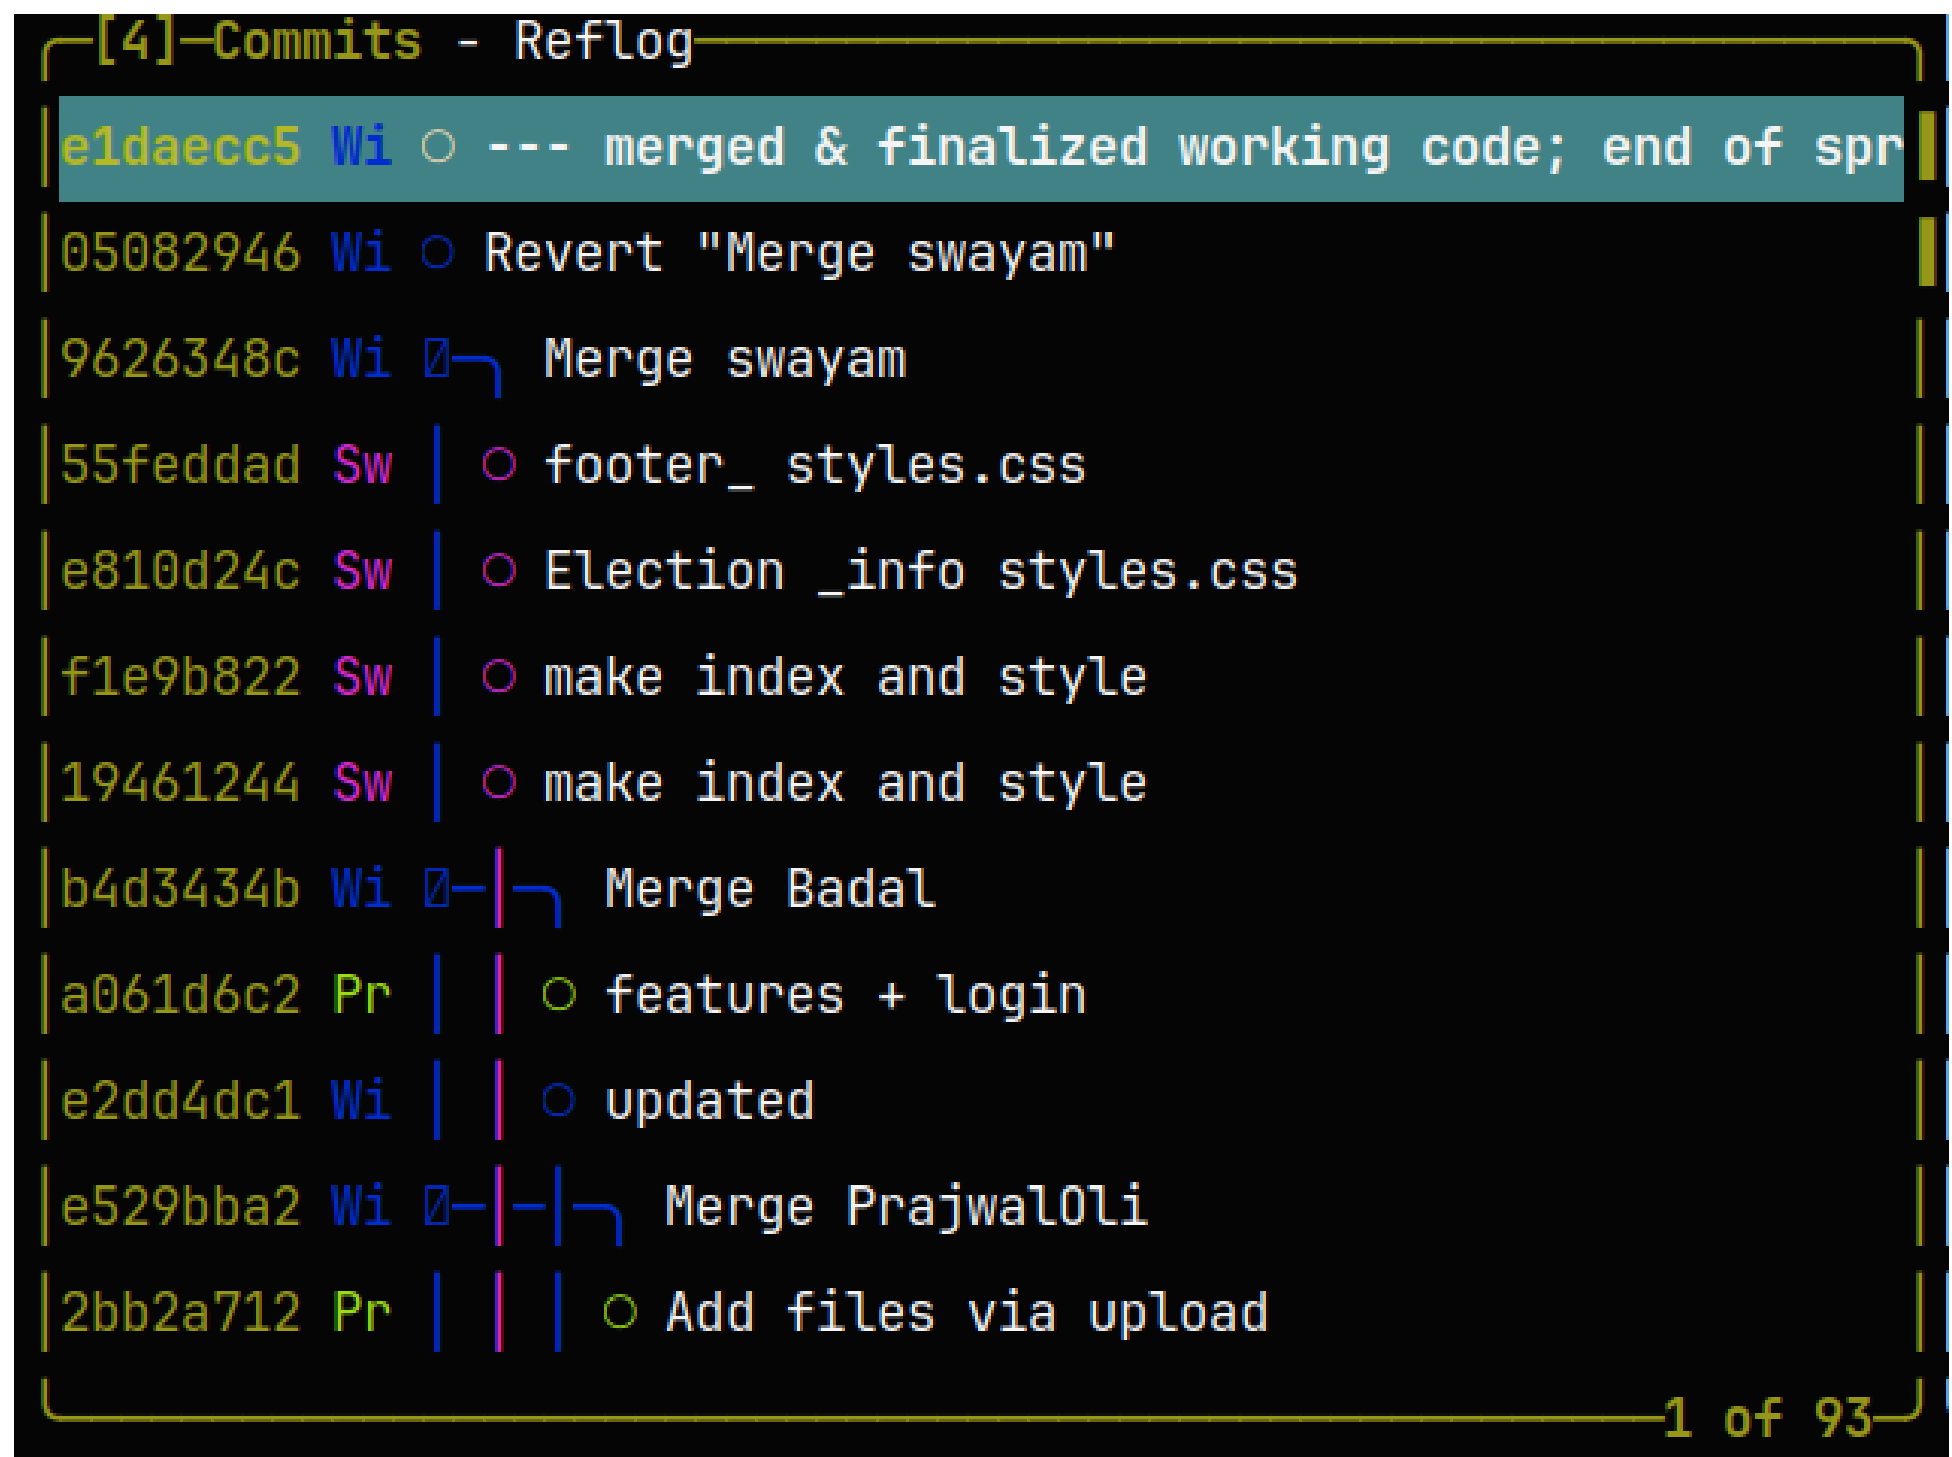 [4]─Commits - Reflog
e1daecc5 Wi ○ --- merged & finalized working code; end of spr
05082946 Wi ○ Revert "Merge swayam"
9626348c Wi Merge swayam
55feddad Sw │ ○ footer_ styles.css
e810d24c Sw │ ○ Election _info styles.css
f1e9b822 Sw │ ○ make index and style
19461244 Sw │ ○ make index and style
b4d3434b Wi Merge Badal
a061d6c2 Pr │ │ ○ features + login
e2dd4dc1 Wi │ │ ○ updated
e529bba2 Wi Merge PrajwalOli
2bb2a712 Pr │ │ │ ○ Add files via upload
1 of 93